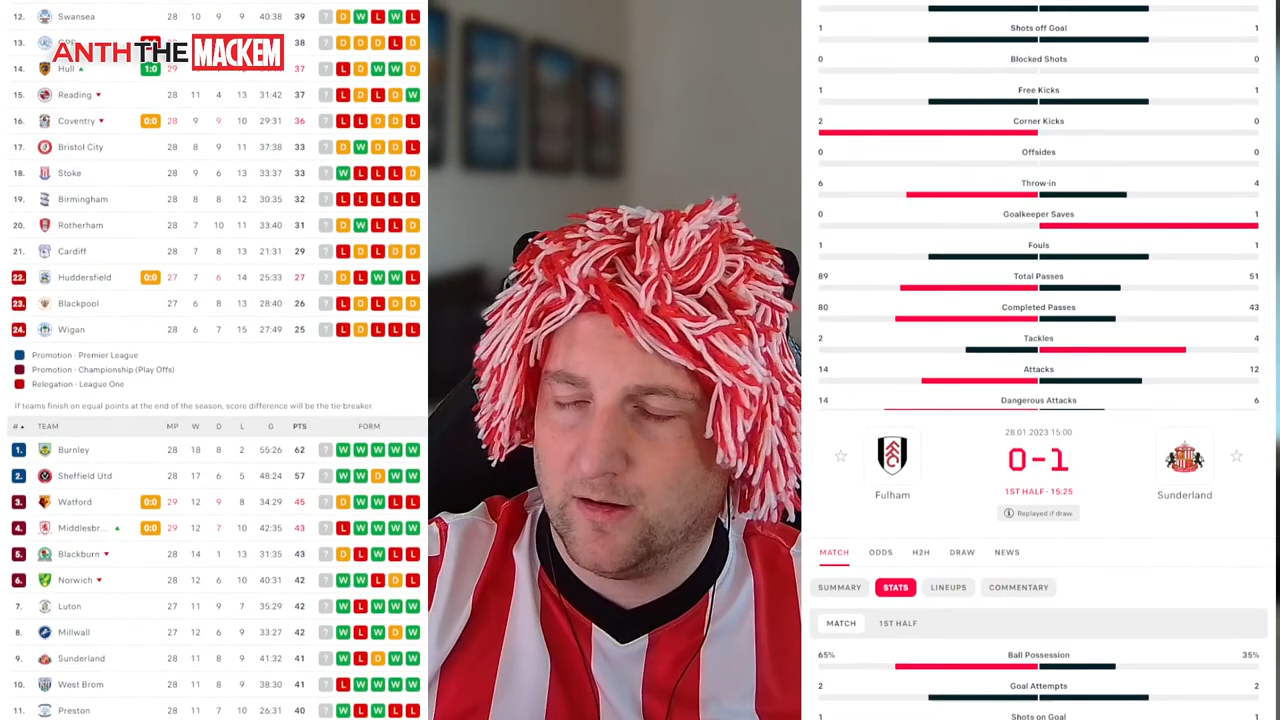 12. Swansea 28 10 9 9 40:38 39 ? D W L W L
13. 38 ? D D D L D
ANTH THE MACKEM
14. Hull 1:0 29 37 ? L D W W D
15. Reading 28 11 4 13 31:42 37 ? L D L D W
16. Coventry 0:0 28 9 9 10 29:31 36 ? L L D D L
17. Bristol City 28 8 9 11 37:38 33 ? D W D D L
18. Stoke 28 9 6 13 33:37 33 ? W L L L D
19. Birmingham 28 8 8 12 30:35 32 ? L L L L L
20. Rotherham 28 7 10 11 33:40 31 ? D W L L D
21. Cardiff 28 7 8 13 21:31 29 ? L D L D D
22. Huddersfield 0:0 27 7 6 14 25:33 27 ? D L W W L
23. Blackpool 27 6 8 13 28:40 26 ? L D L D D
24. Wigan 28 6 7 15 27:49 25 ? L D L L L
Promotion - Premier League
Promotion - Championship (Play Offs)
Relegation - League One
If teams finish on equal points at the end of the season, score difference will be the tie-breaker.
# TEAM MP W D L G PTS FORM
1. Burnley 28 18 8 2 55:26 62 ? W W W W W
2. Sheffield Utd 28 17 6 5 48:24 57 ? W W D W W
3. Watford 0:0 29 12 9 8 34:29 45 ? D W W L L
4. Middlesbr... 0:0 29 12 7 10 42:35 43 ? L W W W W
5. Blackburn 28 14 1 13 31:35 43 ? D L W L L
6. Norwich 28 12 6 10 40:31 42 ? W W L D L
7. Luton 27 11 9 7 35:29 42 ? W L W W W
8. Millwall 27 12 6 9 33:27 42 ? W L W D W
9. Sunderland 28 11 8 9 41:32 41 ? W L D W W
10. West Brom 28 11 8 9 38:30 41 ? L W W W W
11. Preston 28 11 7 10 26:31 40 ? W L W L L
1 Shots off Goal 1
0 Blocked Shots 0
1 Free Kicks 1
2 Corner Kicks 0
0 Offsides 0
6 Throw-in 4
0 Goalkeeper Saves 1
1 Fouls 1
89 Total Passes 51
80 Completed Passes 43
2 Tackles 4
14 Attacks 12
14 Dangerous Attacks 6
28.01.2023 15:00
0-1
Fulham Sunderland
1ST HALF - 15:25
Replayed if draw.
MATCH ODDS H2H DRAW NEWS
SUMMARY STATS LINEUPS COMMENTARY
MATCH 1ST HALF
65% Ball Possession 35%
2 Goal Attempts 2
1 Shots on Goal 1